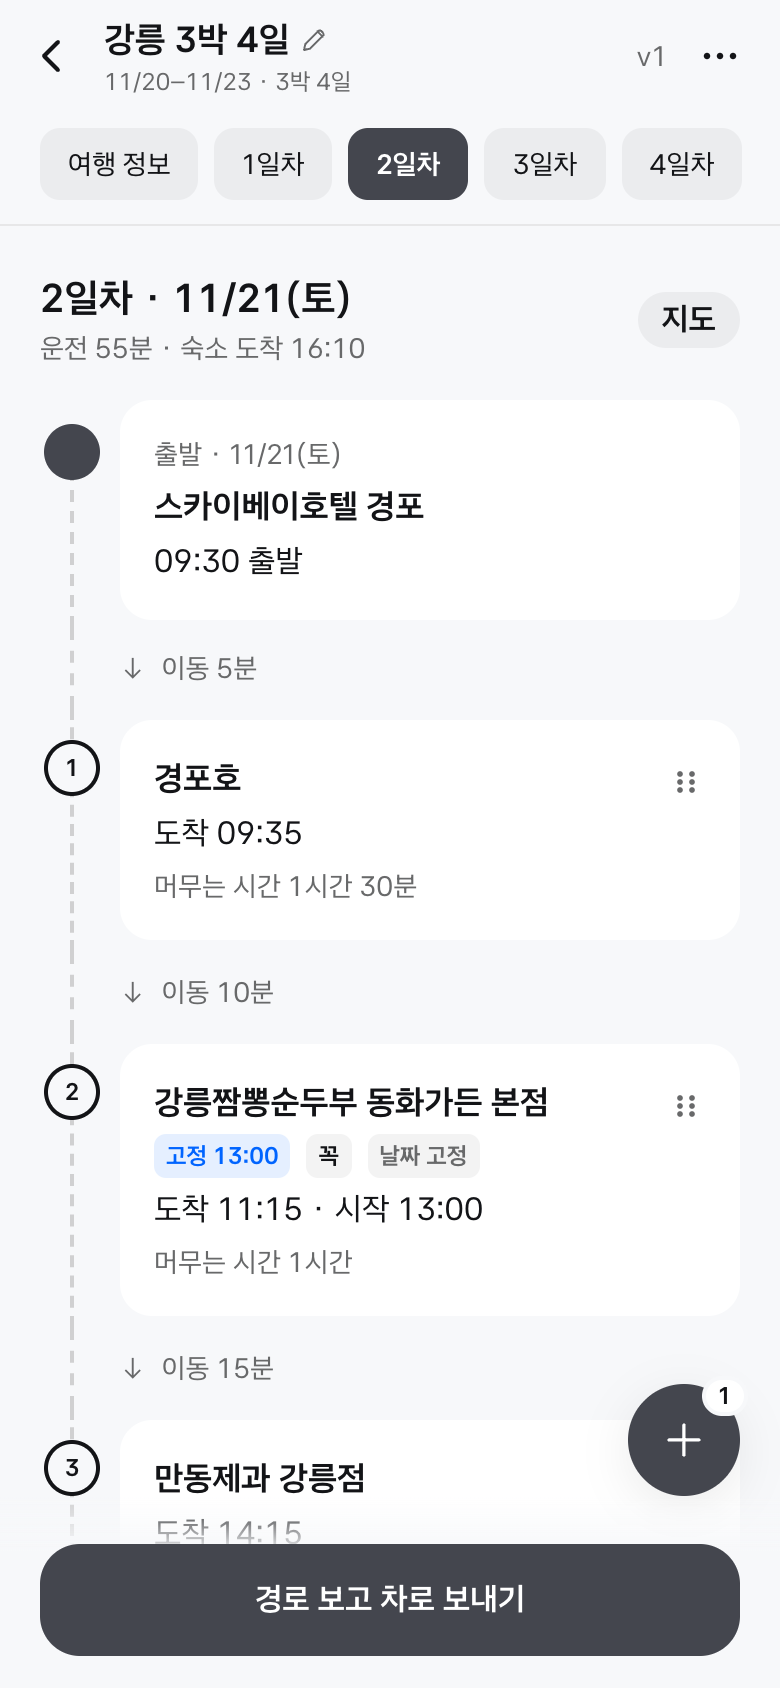 강릉 3박 4일
11/20–11/23 · 3박 4일
v1
여행 정보
1일차
2일차
3일차
4일차
2일차 · 11/21(토)
운전 55분 · 숙소 도착 16:10
지도
출발 · 11/21(토)
스카이베이호텔 경포
09:30 출발
↓ 이동 5분
1
경포호
도착 09:35
머무는 시간 1시간 30분
↓ 이동 10분
2
강릉짬뽕순두부 동화가든 본점
고정 13:00 꼭 날짜 고정
도착 11:15 · 시작 13:00
머무는 시간 1시간
↓ 이동 15분
1
3
만동제과 강릉점
도착 14:15
경로 보고 차로 보내기